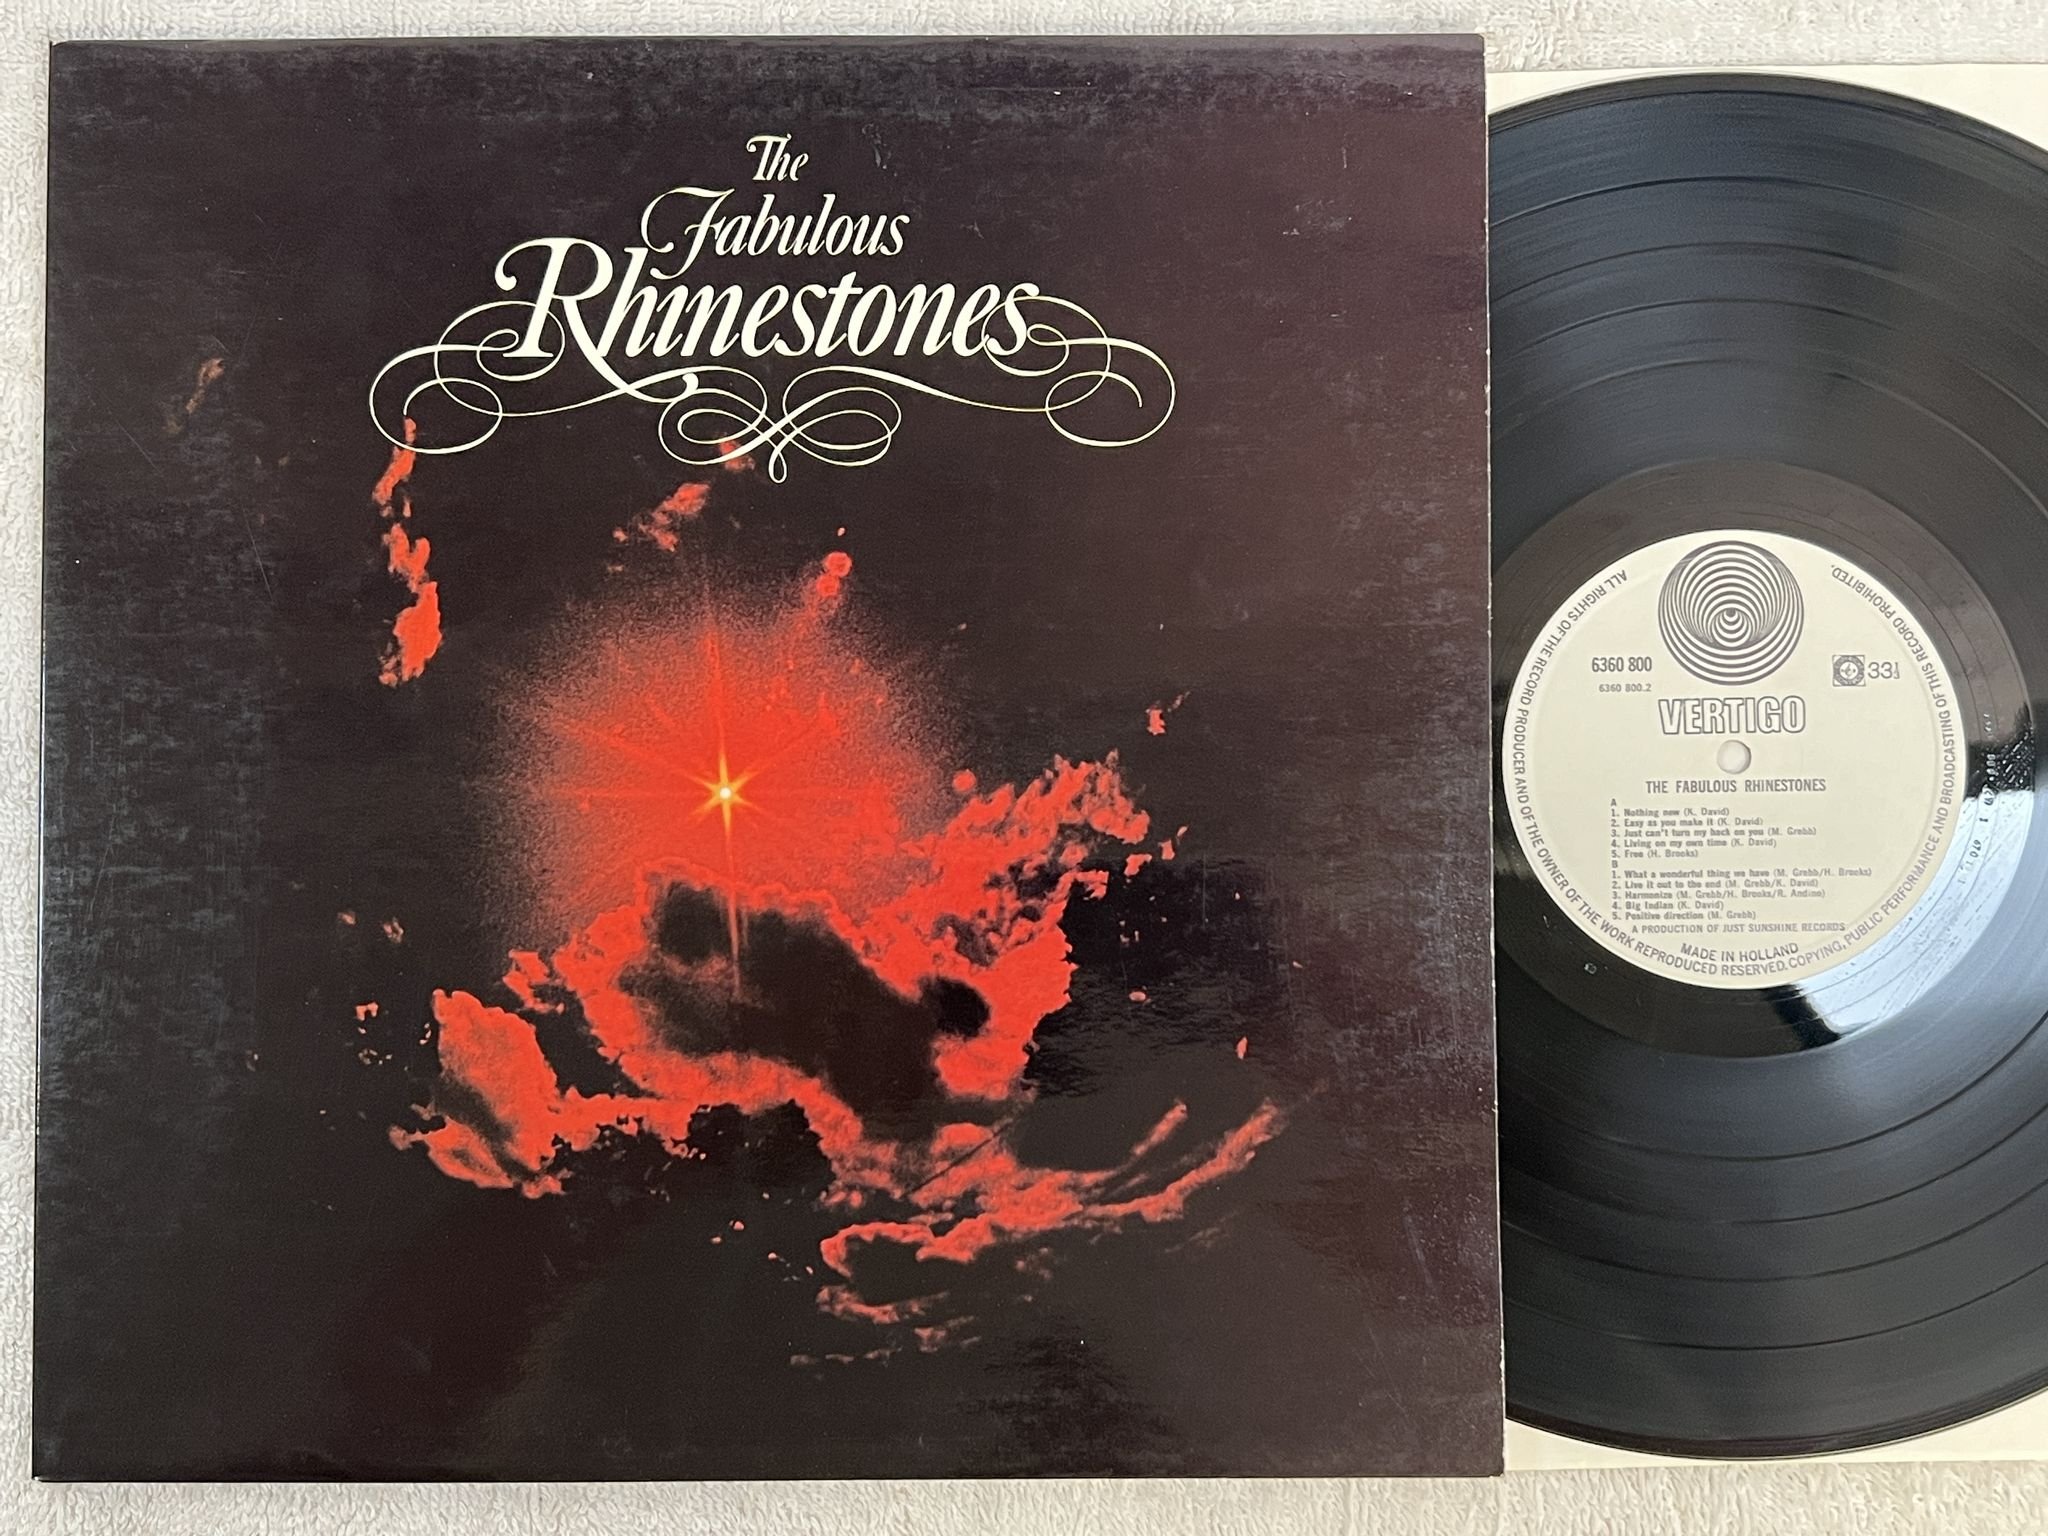 The
Fabulous
Rhinestones
ALL RIGHTS OF THE RECORD PRODUCER AND OF THE OWNER OF THE WORK REPRODUCED RESERVED. COPYING, PUBLIC PERFORMANCE AND BROADCASTING OF THIS RECORD PROHIBITED.
6360 800
6360 800.2
33⅓
VERTIGO
THE FABULOUS RHINESTONES
A
1. Nothing new (K. David)
2. Easy as you make it (K. David)
3. Just can't turn my back on you (M. Grebb)
4. Living on my own time (K. David)
5. Free (H. Brooks)
B
1. What a wonderful thing we have (M. Grebb/H. Brooks)
2. Live it out to the end (M. Grebb/K. David)
3. Harmonize (M. Grebb/H. Brooks/R. Andino)
4. Big Indian (K. David)
5. Positive direction (M. Grebb)
A PRODUCTION OF JUST SUNSHINE RECORDS
MADE IN HOLLAND